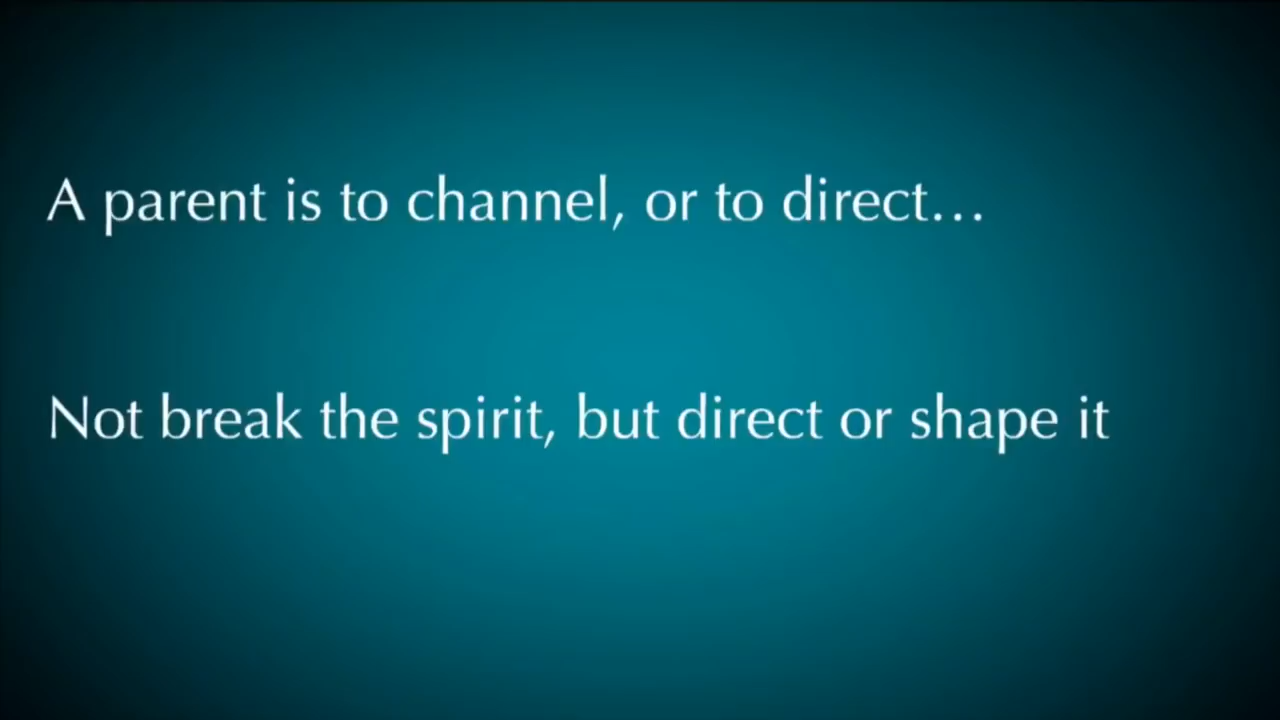 A parent is to channel, or to direct…
Not break the spirit, but direct or shape it